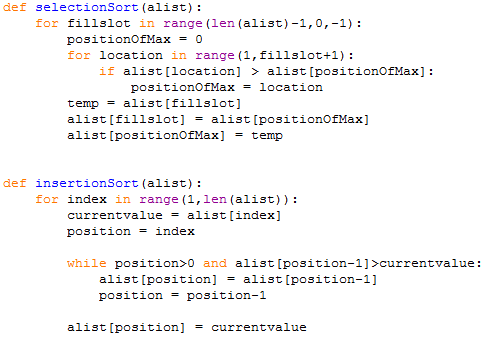 def selectionSort(alist):
    for fillslot in range(len(alist)-1,0,-1):
        positionOfMax = 0
        for location in range(1,fillslot+1):
            if alist[location] > alist[positionOfMax]:
                positionOfMax = location
        temp = alist[fillslot]
        alist[fillslot] = alist[positionOfMax]
        alist[positionOfMax] = temp

def insertionSort(alist):
    for index in range(1,len(alist)):
        currentvalue = alist[index]
        position = index

        while position>0 and alist[position-1]>currentvalue:
            alist[position] = alist[position-1]
            position = position-1

        alist[position] = currentvalue